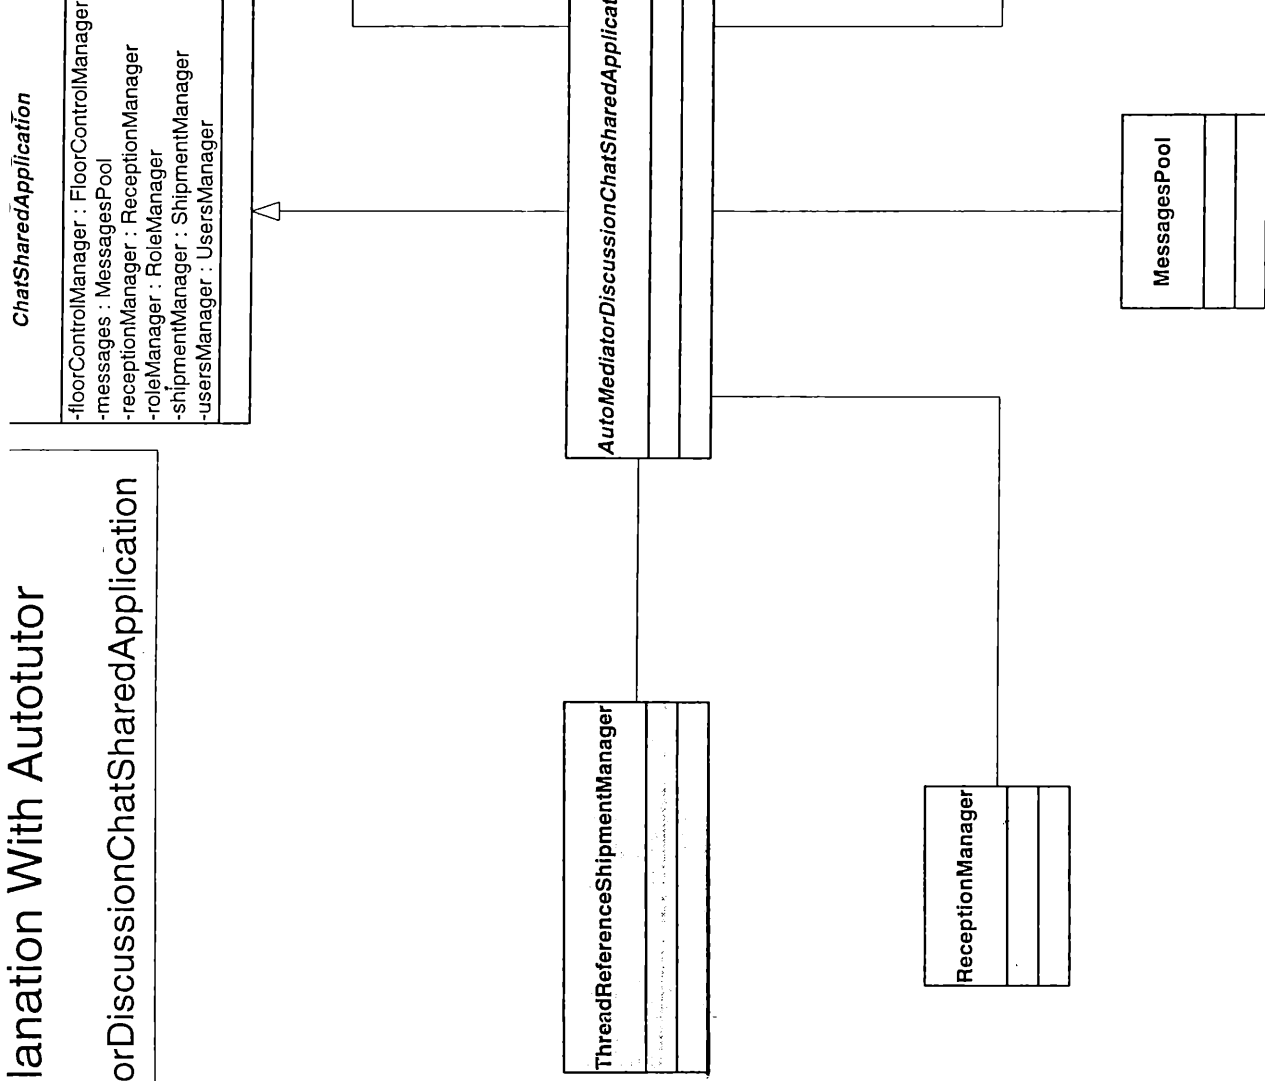 lanation With Autotutor
orDiscussionChatSharedApplication
ChatSharedApplication
-floorControlManager : FloorControlManager
-messages : MessagesPool
-receptionManager : ReceptionManager
-roleManager : RoleManager
-shipmentManager : ShipmentManager
-usersManager : UsersManager
ThreadReferenceShipmentManager
AutoMediatorDiscussionChatSharedApplicat
ReceptionManager
MessagesPool